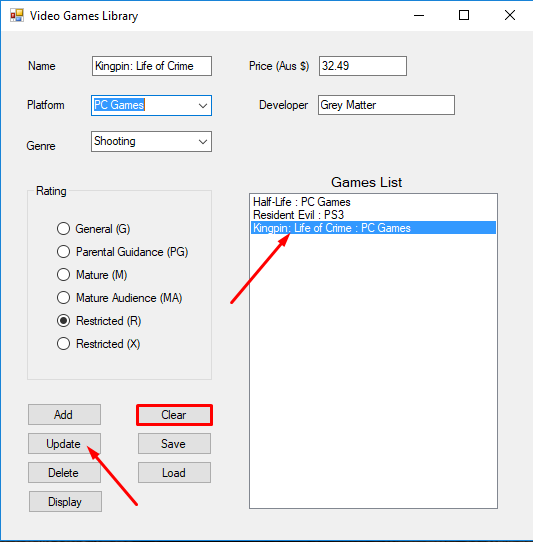 Video Games Library
Name Kingpin: Life of Crime Price (Aus $) 32.49
Platform PC Games Developer Grey Matter
Genre Shooting
Games List
Rating
Half-Life : PC Games
Resident Evil : PS3
Kingpin: Life of Crime : PC Games
General (G)
Parental Guidance (PG)
Mature (M)
Mature Audience (MA)
Restricted (R)
Restricted (X)
Add Clear
Update Save
Delete Load
Display